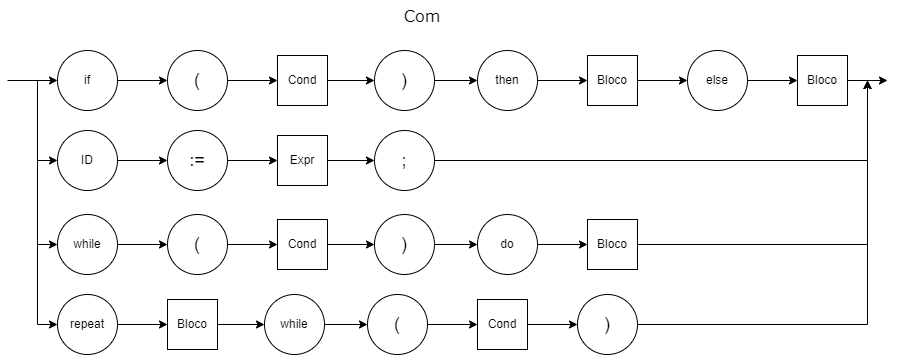 Com
if ( Cond ) then Bloco else Bloco
ID := Expr ;
while ( Cond ) do Bloco
repeat Bloco while ( Cond )